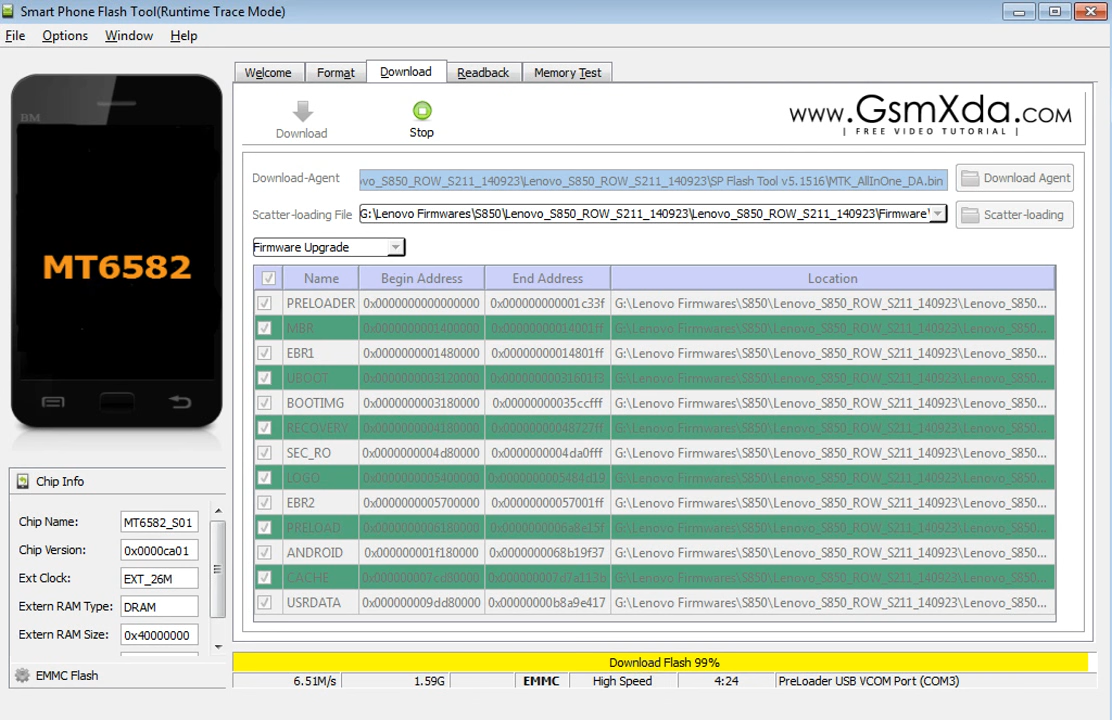 Smart Phone Flash Tool(Runtime Trace Mode)
File Options Window Help
BM
MT6582
Welcome Format Download Readback Memory Test
Download Stop
www.GsmXda.com
| FREE VIDEO TUTORIAL |
Download-Agent vo_S850_ROW_S211_140923\Lenovo_S850_ROW_S211_140923\SP Flash Tool v5.1516\MTK_AllInOne_DA.bin Download Agent
Scatter-loading File G:\Lenovo Firmwares\S850\Lenovo_S850_ROW_S211_140923\Lenovo_S850_ROW_S211_140923\Firmware\ Scatter-loading
Firmware Upgrade
Name Begin Address End Address Location
PRELOADER 0x0000000000000000 0x000000000001c33f G:\Lenovo Firmwares\S850\Lenovo_S850_ROW_S211_140923\Lenovo_S850...
MBR 0x0000000001400000 0x00000000014001ff G:\Lenovo Firmwares\S850\Lenovo_S850_ROW_S211_140923\Lenovo_S850...
EBR1 0x0000000001480000 0x00000000014801ff G:\Lenovo Firmwares\S850\Lenovo_S850_ROW_S211_140923\Lenovo_S850...
UBOOT 0x0000000003120000 0x00000000031601f3 G:\Lenovo Firmwares\S850\Lenovo_S850_ROW_S211_140923\Lenovo_S850...
BOOTIMG 0x0000000003180000 0x00000000035ccfff G:\Lenovo Firmwares\S850\Lenovo_S850_ROW_S211_140923\Lenovo_S850...
RECOVERY 0x0000000004180000 0x00000000048727ff G:\Lenovo Firmwares\S850\Lenovo_S850_ROW_S211_140923\Lenovo_S850...
SEC_RO 0x0000000004d80000 0x0000000004da0fff G:\Lenovo Firmwares\S850\Lenovo_S850_ROW_S211_140923\Lenovo_S850...
LOGO 0x0000000005400000 0x0000000005484d19 G:\Lenovo Firmwares\S850\Lenovo_S850_ROW_S211_140923\Lenovo_S850...
EBR2 0x0000000005700000 0x00000000057001ff G:\Lenovo Firmwares\S850\Lenovo_S850_ROW_S211_140923\Lenovo_S850...
PRELOAD 0x0000000006180000 0x0000000006a8e15f G:\Lenovo Firmwares\S850\Lenovo_S850_ROW_S211_140923\Lenovo_S850...
ANDROID 0x000000001f180000 0x0000000068b19f37 G:\Lenovo Firmwares\S850\Lenovo_S850_ROW_S211_140923\Lenovo_S850...
CACHE 0x000000007cd80000 0x000000007d7a113b G:\Lenovo Firmwares\S850\Lenovo_S850_ROW_S211_140923\Lenovo_S850...
USRDATA 0x000000009dd80000 0x00000000b8a9e417 G:\Lenovo Firmwares\S850\Lenovo_S850_ROW_S211_140923\Lenovo_S850...
Chip Info
Chip Name: MT6582_S01
Chip Version: 0x0000ca01
Ext Clock: EXT_26M
Extern RAM Type: DRAM
Extern RAM Size: 0x40000000
EMMC Flash
Download Flash 99%
6.51M/s 1.59G EMMC High Speed 4:24 PreLoader USB VCOM Port (COM3)